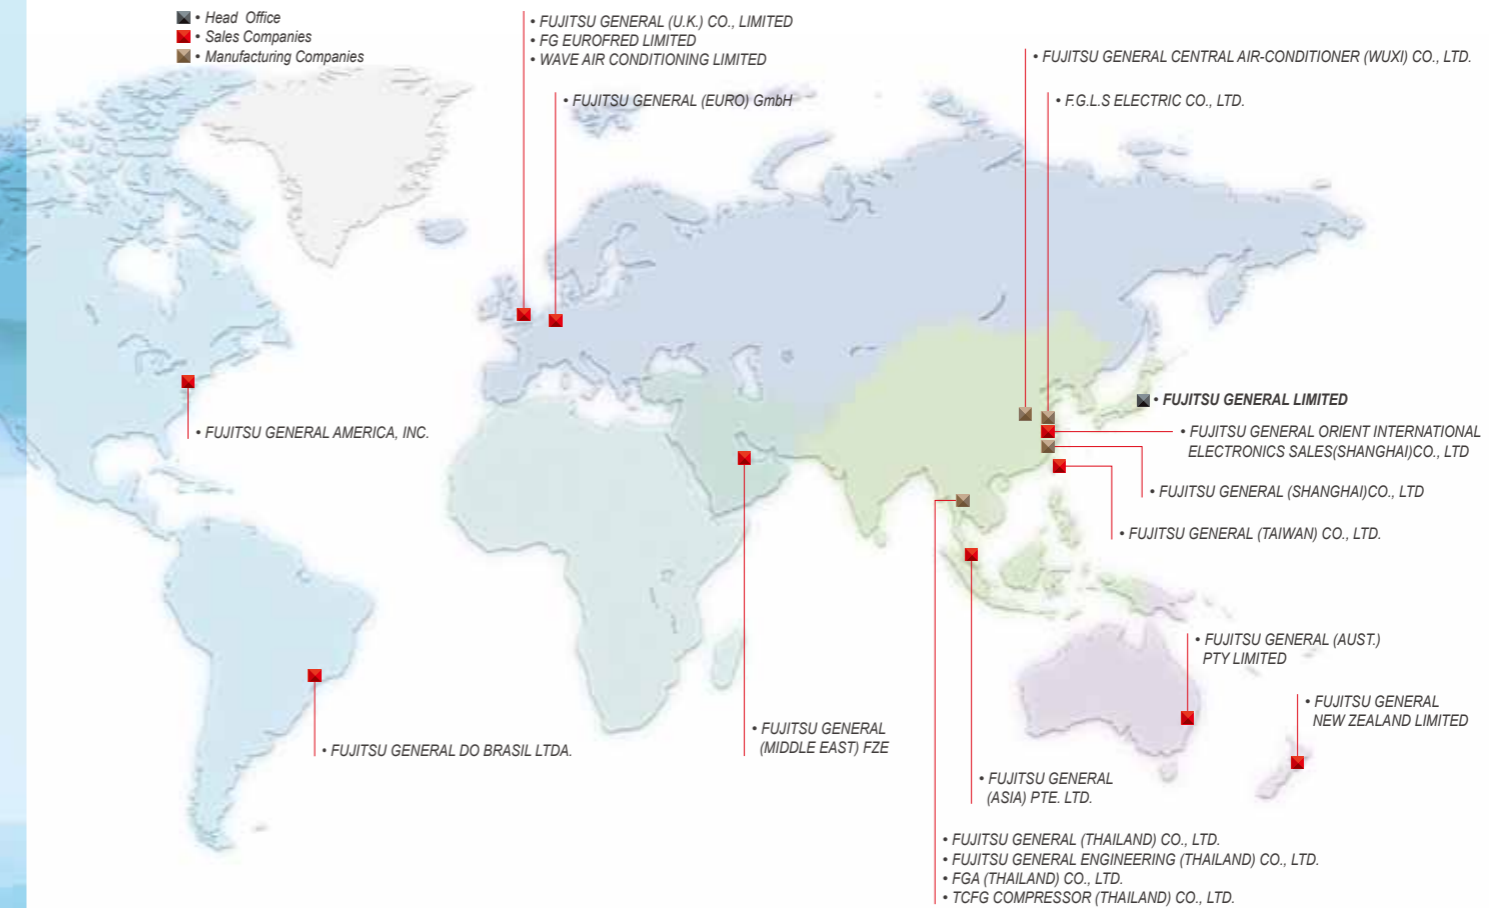 • Head Office
• Sales Companies
• Manufacturing Companies
• FUJITSU GENERAL (U.K.) CO., LIMITED
• FG EUROFRED LIMITED
• WAVE AIR CONDITIONING LIMITED
• FUJITSU GENERAL (EURO) GmbH
• FUJITSU GENERAL CENTRAL AIR-CONDITIONER (WUXI) CO., LTD.
• F.G.L.S ELECTRIC CO., LTD.
• FUJITSU GENERAL LIMITED
• FUJITSU GENERAL AMERICA, INC.
• FUJITSU GENERAL ORIENT INTERNATIONAL
ELECTRONICS SALES(SHANGHAI)CO., LTD
• FUJITSU GENERAL (SHANGHAI)CO., LTD
• FUJITSU GENERAL (TAIWAN) CO., LTD.
• FUJITSU GENERAL (AUST.)
PTY LIMITED
• FUJITSU GENERAL
NEW ZEALAND LIMITED
• FUJITSU GENERAL DO BRASIL LTDA.
• FUJITSU GENERAL
(MIDDLE EAST) FZE
• FUJITSU GENERAL
(ASIA) PTE. LTD.
• FUJITSU GENERAL (THAILAND) CO., LTD.
• FUJITSU GENERAL ENGINEERING (THAILAND) CO., LTD.
• FGA (THAILAND) CO., LTD.
• TCFG COMPRESSOR (THAILAND) CO., LTD.